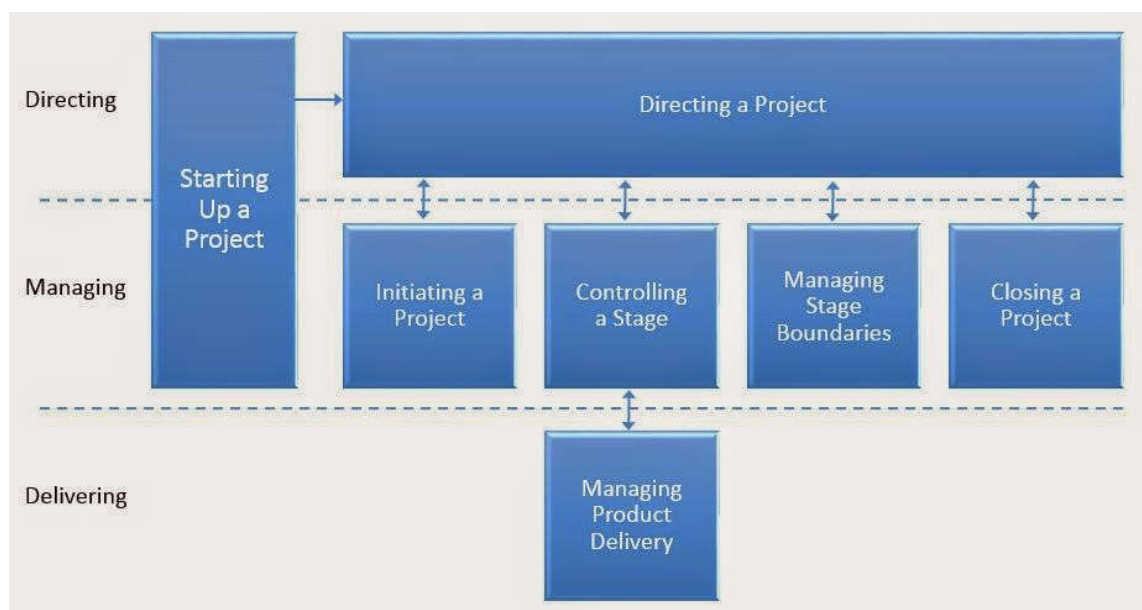 Directing
Directing a Project
Starting
Up a
Project
Managing
Initiating a
Project
Controlling
a Stage
Managing
Stage
Boundaries
Closing a
Project
Delivering
Managing
Product
Delivery